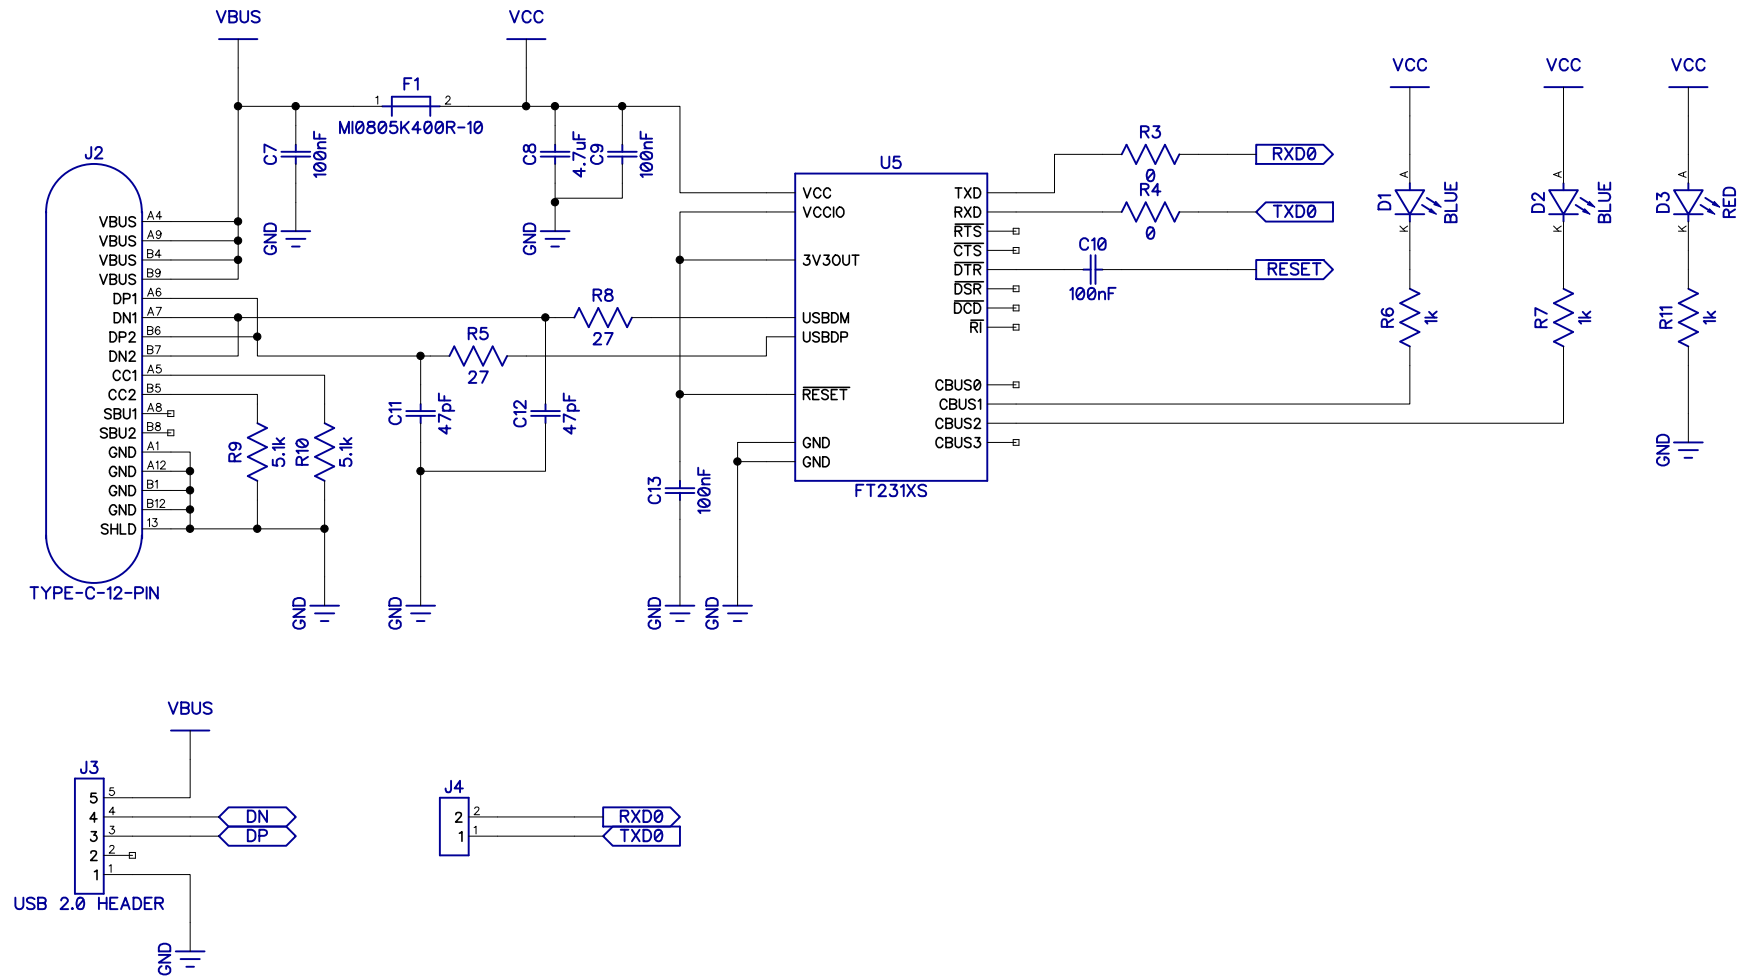 VBUS
VCC
F1
1
2
MI0805K400R-10
C7
100nF
C8
4.7uF
C9
100nF
GND
GND
J2
VBUS A4
VBUS A9
VBUS B4
VBUS B9
DP1 A6
DN1 A7
DP2 B6
DN2 B7
CC1 A5
CC2 B5
SBU1 A8
SBU2 B8
GND A1
GND A12
GND B1
GND B12
SHLD 13
TYPE-C-12-PIN
R9
5.1k
R10
5.1k
GND
R5
27
R8
27
C11
47pF
C12
47pF
GND
C13
100nF
GND
GND
U5
VCC
VCCIO
3V3OUT
USBDM
USBDP
RESET
GND
GND
TXD
RXD
RTS
CTS
DTR
DSR
DCD
RI
CBUS0
CBUS1
CBUS2
CBUS3
FT231XS
R3
0
RXD0
R4
0
TXD0
C10
100nF
RESET
VCC
A
D1
BLUE
K
R6
1k
VCC
A
D2
BLUE
K
R7
1k
VCC
A
D3
RED
K
R11
1k
GND
VBUS
J3
5 5
4 4 DN
3 3 DP
2 2
1 1
USB 2.0 HEADER
GND
J4
2 2 RXD0
1 1 TXD0